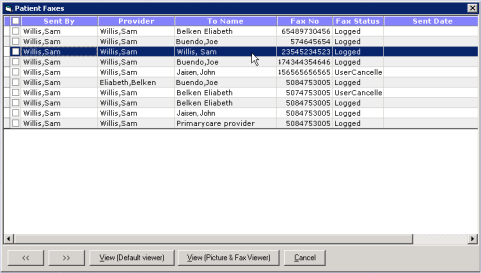 Patient Faxes
Sent By Provider To Name Fax No Fax Status Sent Date
Willis,Sam Willis,Sam Belken Eliabeth 65489730456 Logged
Willis,Sam Willis,Sam Buendo,Joe 574645654 Logged
Willis,Sam Willis,Sam Willis, Sam 23545234523 Logged
Willis,Sam Willis,Sam Buendo,Joe 474344354646 Logged
Willis,Sam Willis,Sam Jaisen, John 456565656565 UserCancelle
Willis,Sam Eliabeth,Belken Buendo,Joe 5084753005 Logged
Willis,Sam Willis,Sam Belken Eliabeth 5074753005 UserCancelle
Willis,Sam Willis,Sam Belken Eliabeth 5084753005 Logged
Willis,Sam Willis,Sam Jaisen, John 5084753005 Logged
Willis,Sam Willis,Sam Primarycare provider 5084753005 Logged
<< >> View (Default viewer) View (Picture & Fax Viewer) Cancel